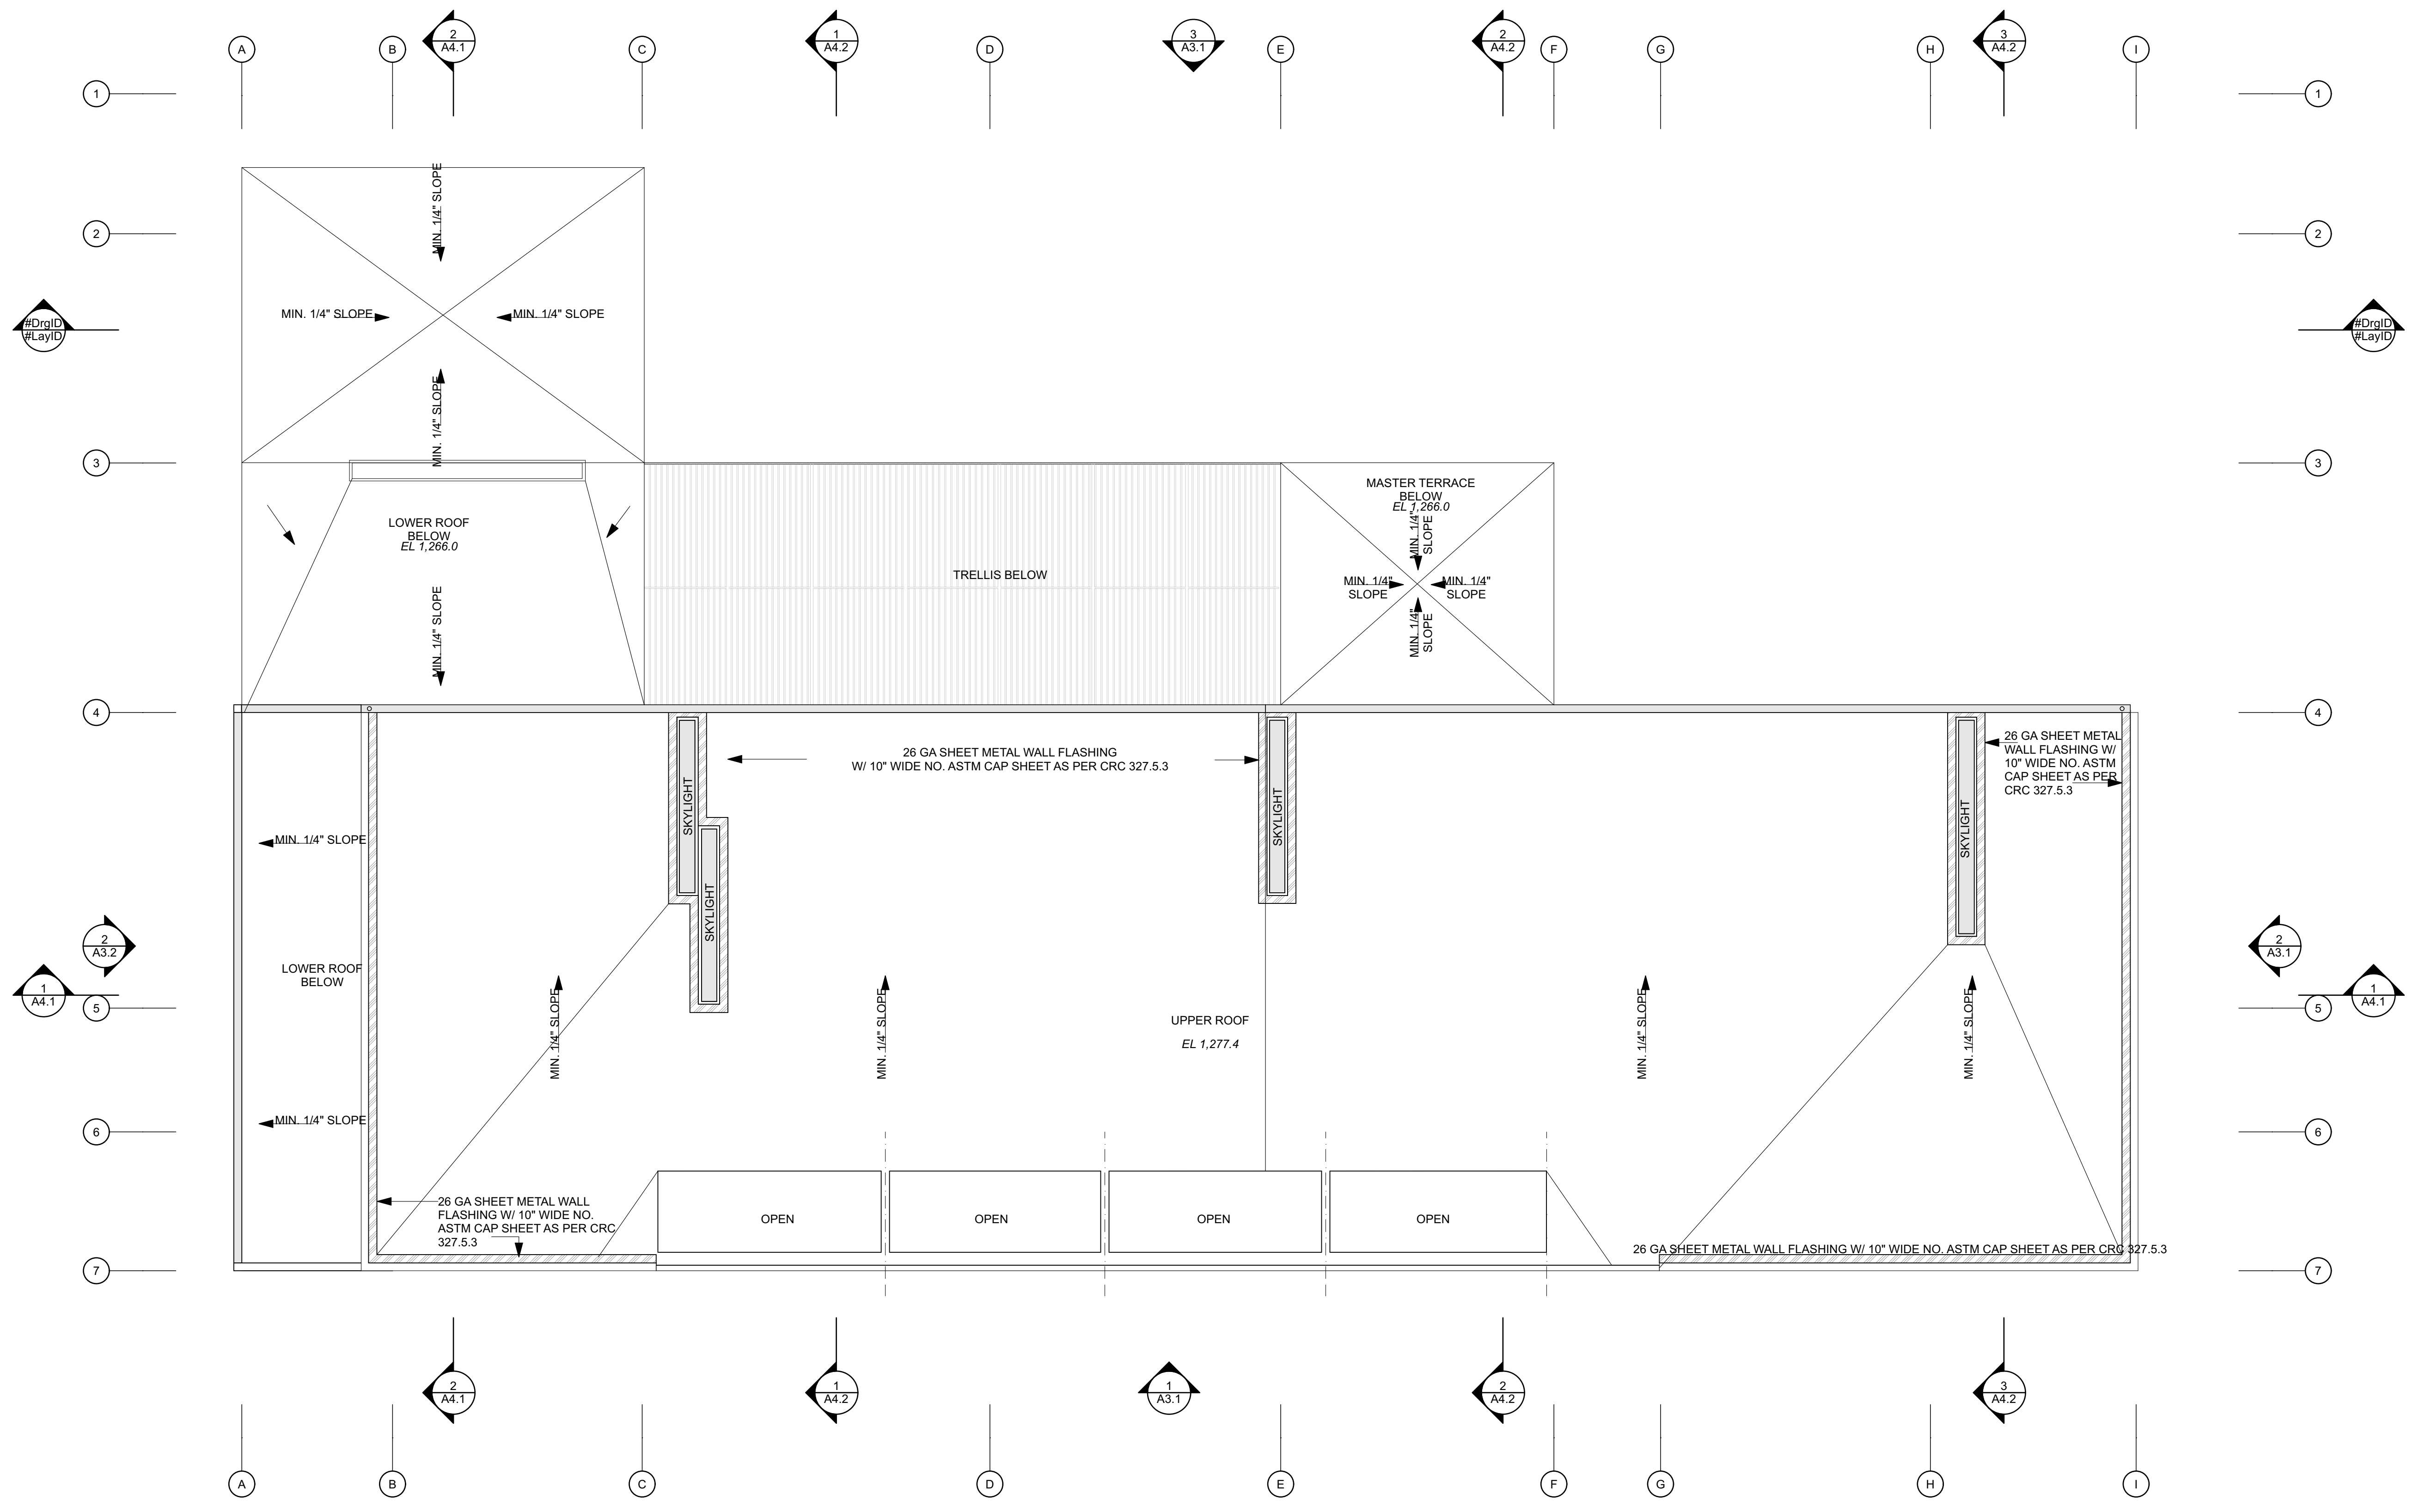 2
A4.1
1
A4.2
3
A3.1
2
A4.2
3
A4.2
A
B
C
D
E
F
G
H
I
1
1
MIN. 1/4" SLOPE
2
2
MIN. 1/4" SLOPE
MIN. 1/4" SLOPE
#DrgID
#LayID
#DrgID
#LayID
MIN. 1/4" SLOPE
3
3
MASTER TERRACE
BELOW
EL 1,266.0
LOWER ROOF
BELOW
EL 1,266.0
MIN. 1/4"
SLOPE
TRELLIS BELOW
MIN. 1/4"
SLOPE
MIN. 1/4"
SLOPE
MIN. 1/4" SLOPE
MIN. 1/4"
SLOPE
4
4
26 GA SHEET METAL WALL FLASHING
W/ 10" WIDE NO. ASTM CAP SHEET AS PER CRC 327.5.3
26 GA SHEET METAL
WALL FLASHING W/
10" WIDE NO. ASTM
CAP SHEET AS PER
CRC 327.5.3
SKYLIGHT
SKYLIGHT
SKYLIGHT
SKYLIGHT
MIN. 1/4" SLOPE
2
A3.2
2
A3.1
LOWER ROOF
BELOW
1
A4.1
1
A4.1
5
5
MIN. 1/4" SLOPE
MIN. 1/4" SLOPE
UPPER ROOF
EL 1,277.4
MIN. 1/4" SLOPE
MIN. 1/4" SLOPE
MIN. 1/4" SLOPE
6
6
26 GA SHEET METAL WALL
FLASHING W/ 10" WIDE NO.
ASTM CAP SHEET AS PER CRC
327.5.3
OPEN
OPEN
OPEN
OPEN
26 GA SHEET METAL WALL FLASHING W/ 10" WIDE NO. ASTM CAP SHEET AS PER CRC 327.5.3
7
7
2
A4.1
1
A4.2
1
A3.1
2
A4.2
3
A4.2
A
B
C
D
E
F
G
H
I